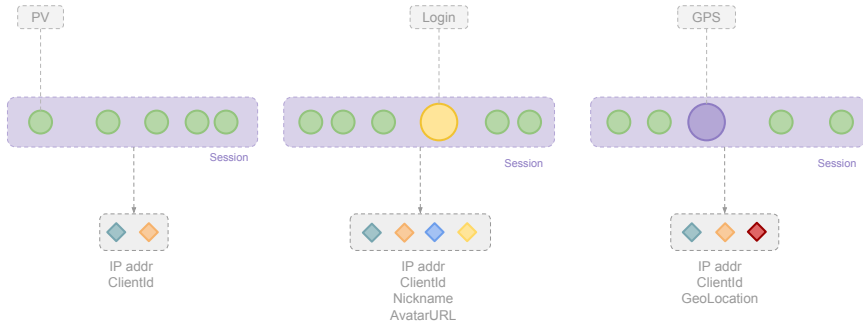 PV
Login
GPS
Session
Session
Session
IP addr
ClientId
IP addr
ClientId
Nickname
AvatarURL
IP addr
ClientId
GeoLocation